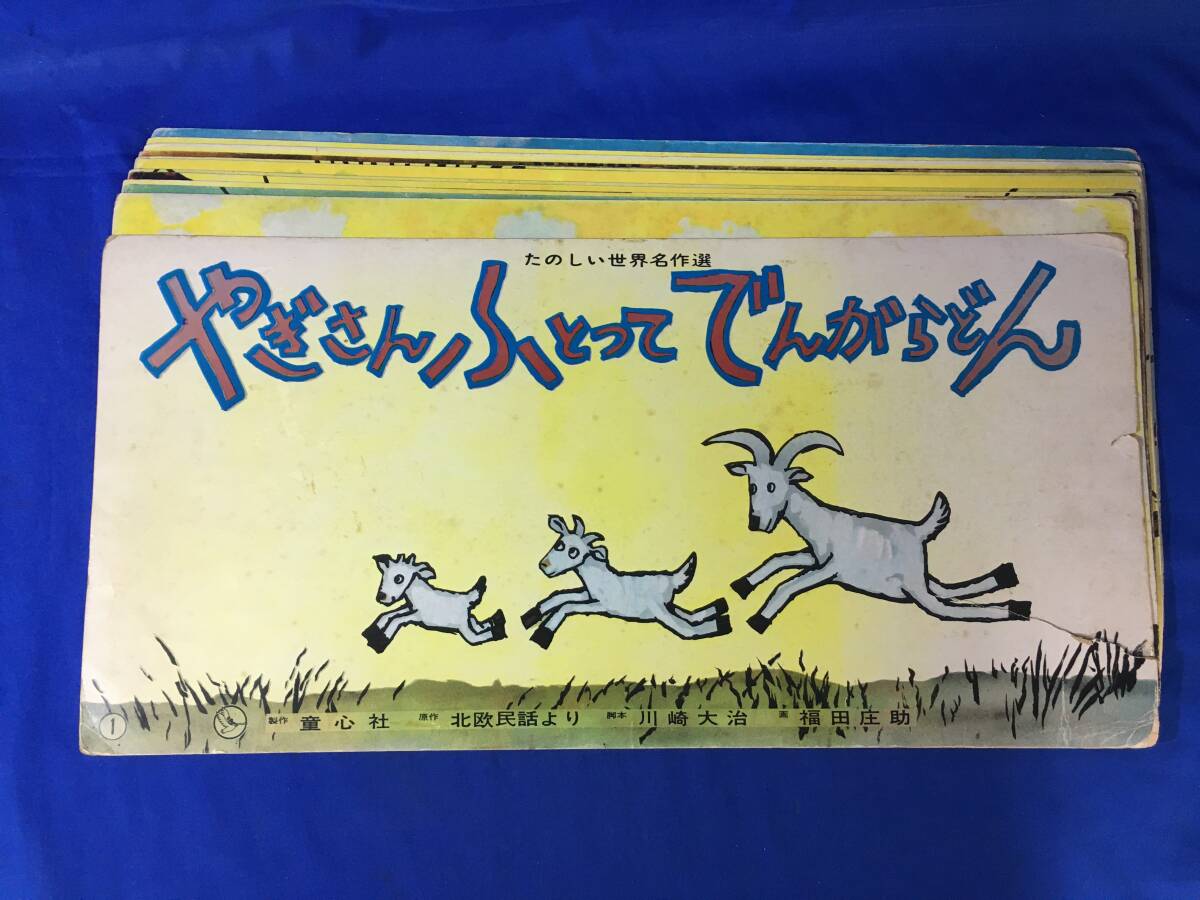 たのしい世界名作選
やぎさんふとってでんがらどん
1 製作 童心社 原作 北欧民話より 脚本 川崎大治 画 福田庄助